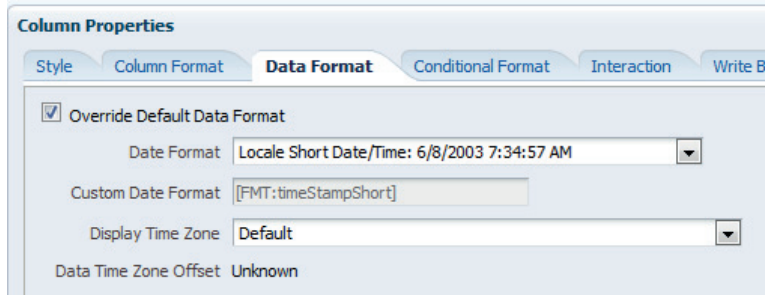 Column Properties
Style Column Format Data Format Conditional Format Interaction Write B
Override Default Data Format
Date Format Locale Short Date/Time: 6/8/2003 7:34:57 AM
Custom Date Format [FMT:timeStampShort]
Display Time Zone Default
Data Time Zone Offset Unknown